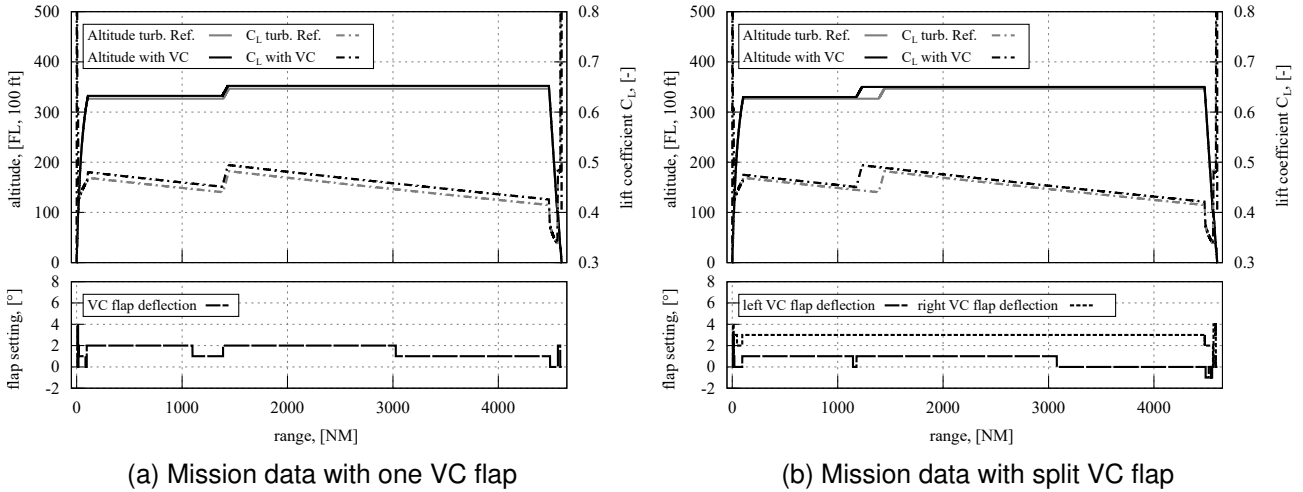 500
400
300
200
100
0
altitude, [FL, 100 ft]
0.8
0.7
0.6
0.5
0.4
0.3
lift coefficient C_L, [-]
Altitude turb. Ref. C_L turb. Ref.
Altitude with VC C_L with VC
8
6
4
2
0
-2
flap setting, [°]
VC flap deflection
0 1000 2000 3000 4000
range, [NM]
(a) Mission data with one VC flap
500
400
300
200
100
0
altitude, [FL, 100 ft]
0.8
0.7
0.6
0.5
0.4
0.3
lift coefficient C_L, [-]
Altitude turb. Ref. C_L turb. Ref.
Altitude with VC C_L with VC
8
6
4
2
0
-2
flap setting, [°]
left VC flap deflection right VC flap deflection
0 1000 2000 3000 4000
range, [NM]
(b) Mission data with split VC flap